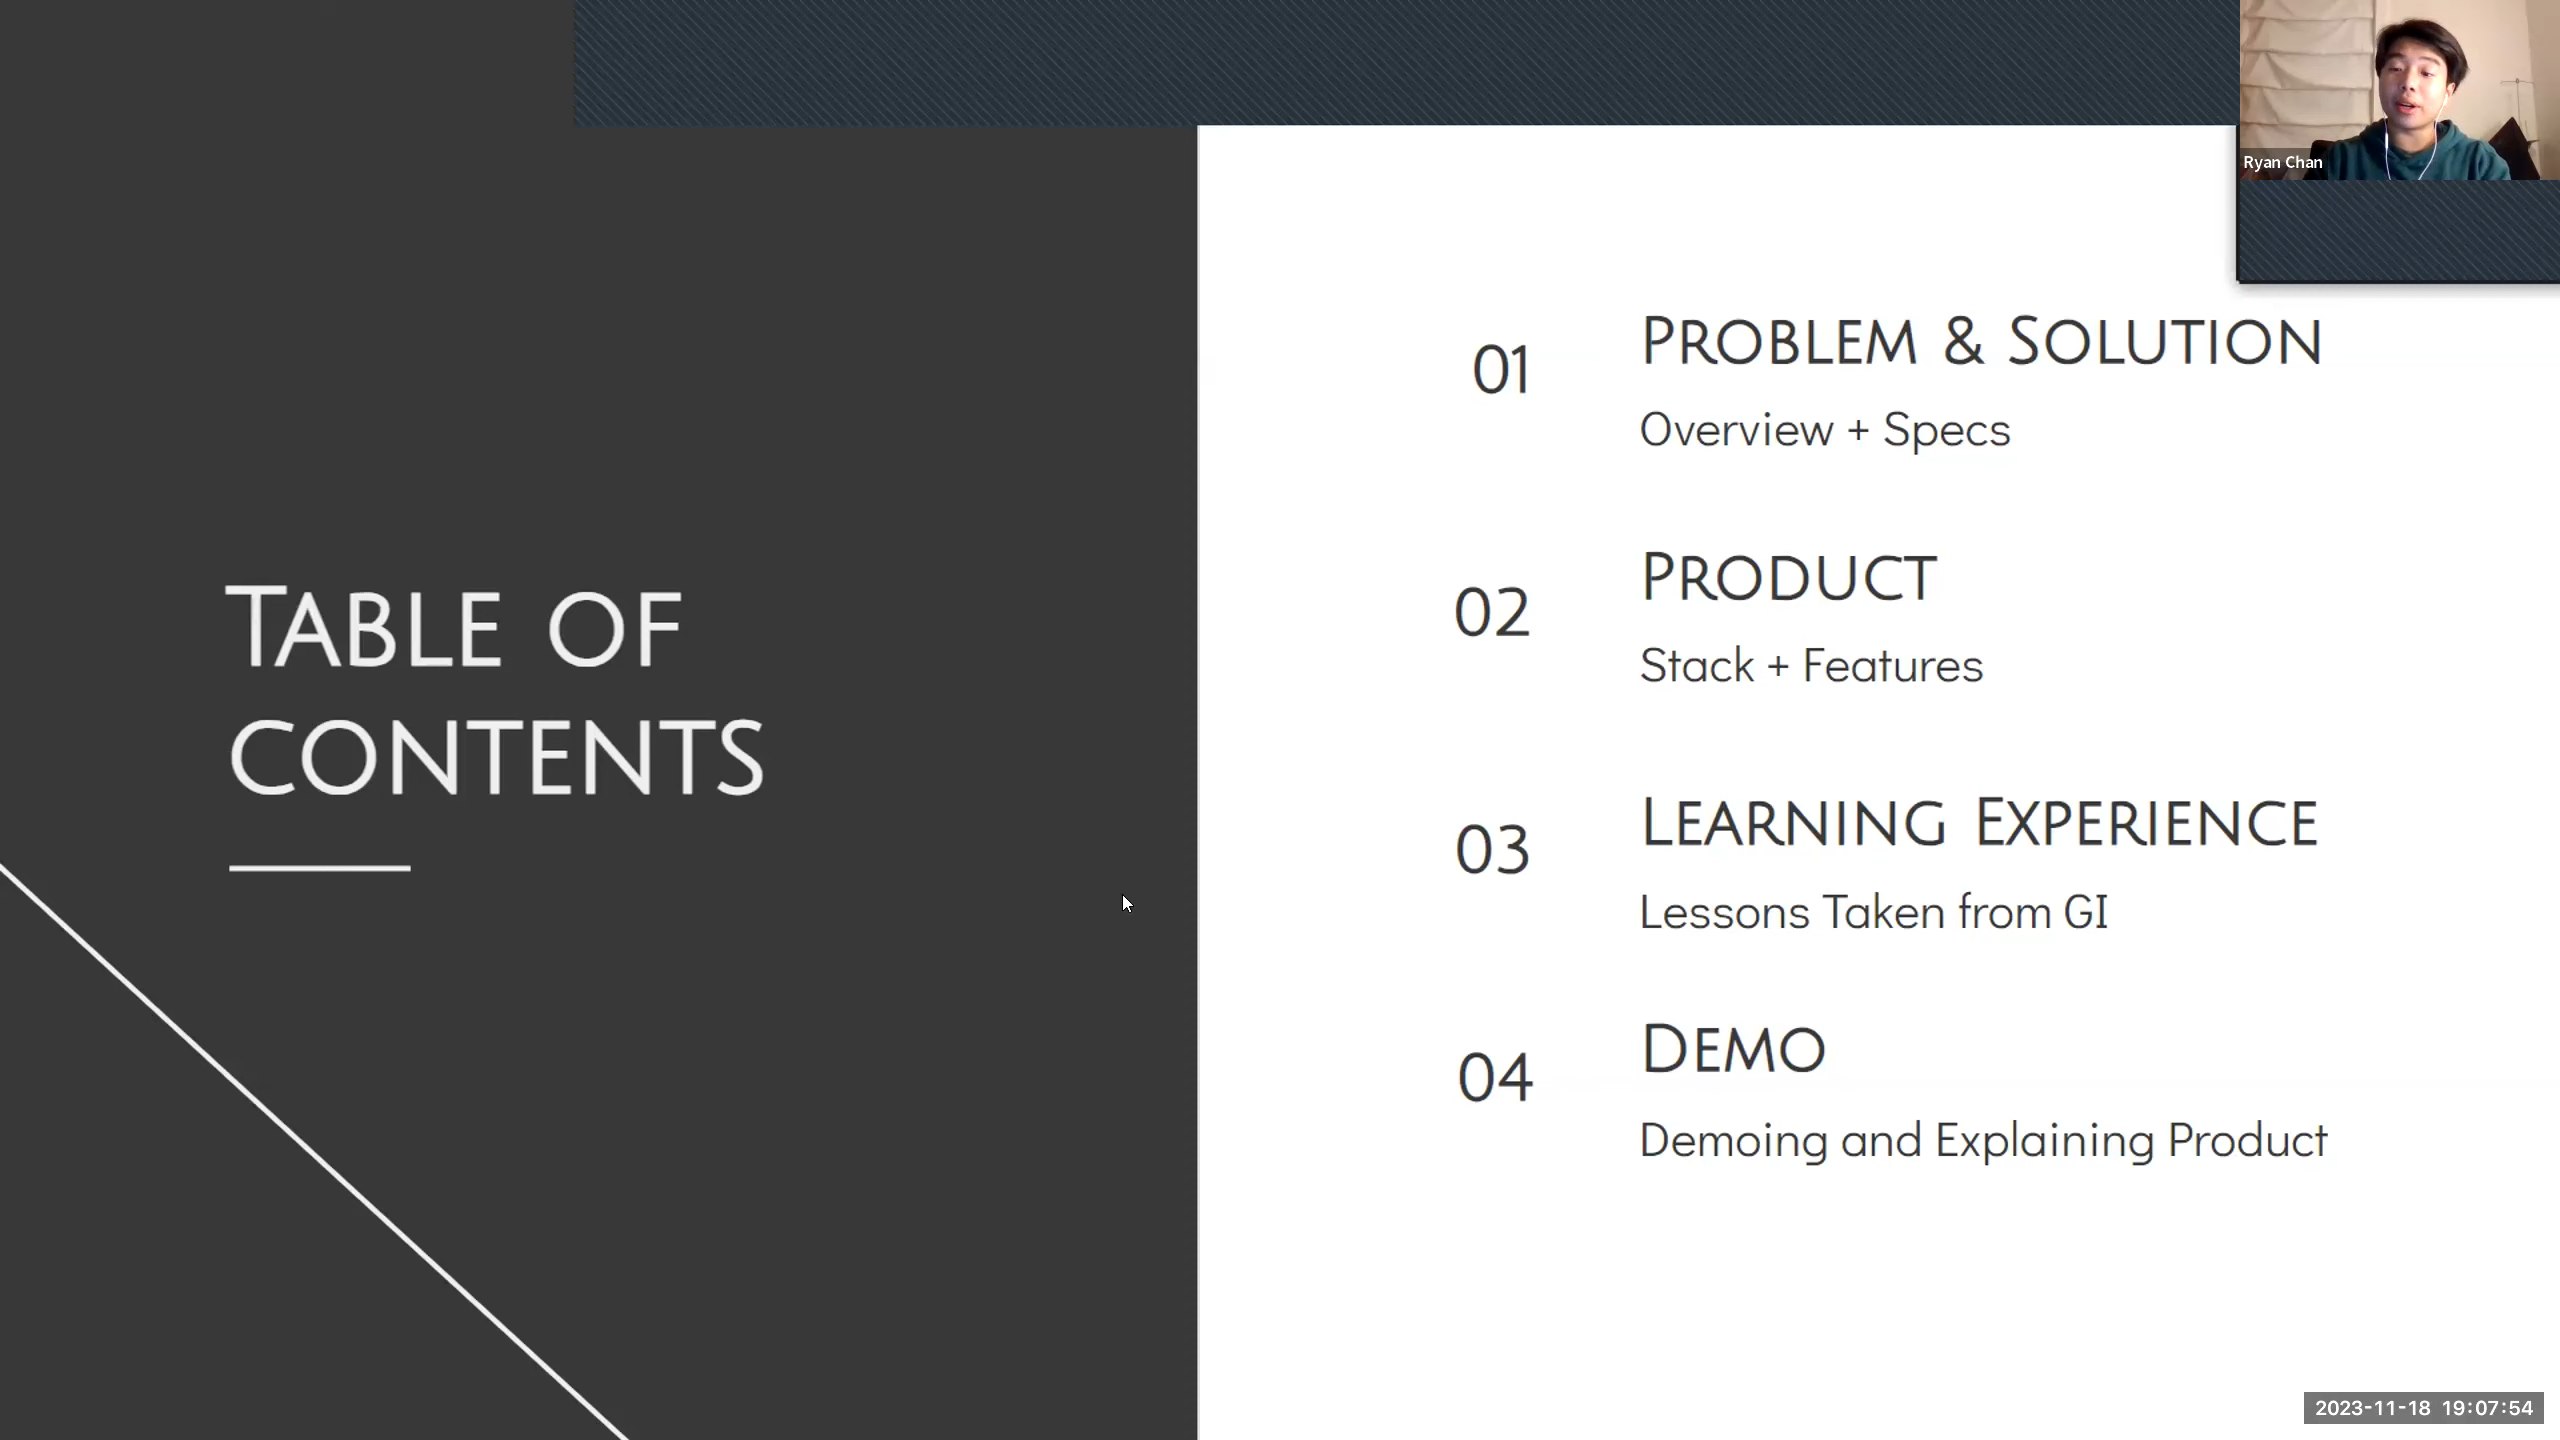 Ryan Chan
TABLE OF
CONTENTS
01
PROBLEM & SOLUTION
Overview + Specs
02
PRODUCT
Stack + Features
03
LEARNING EXPERIENCE
Lessons Taken from GI
04
DEMO
Demoing and Explaining Product
2023-11-18 19:07:54